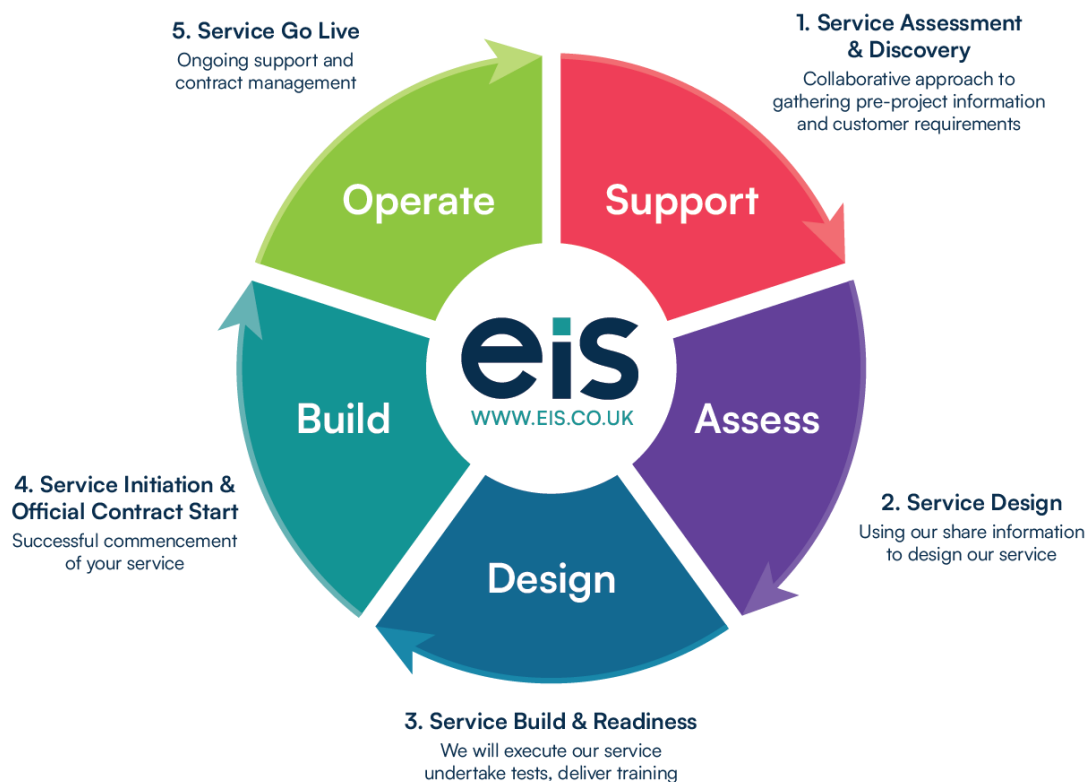 5. Service Go Live
Ongoing support and
contract management
1. Service Assessment
& Discovery
Collaborative approach to
gathering pre-project information
and customer requirements
Operate
Support
eis
WWW.EIS.CO.UK
Build
Assess
4. Service Initiation &
Official Contract Start
Successful commencement
of your service
2. Service Design
Using our share information
to design our service
Design
3. Service Build & Readiness
We will execute our service
undertake tests, deliver training